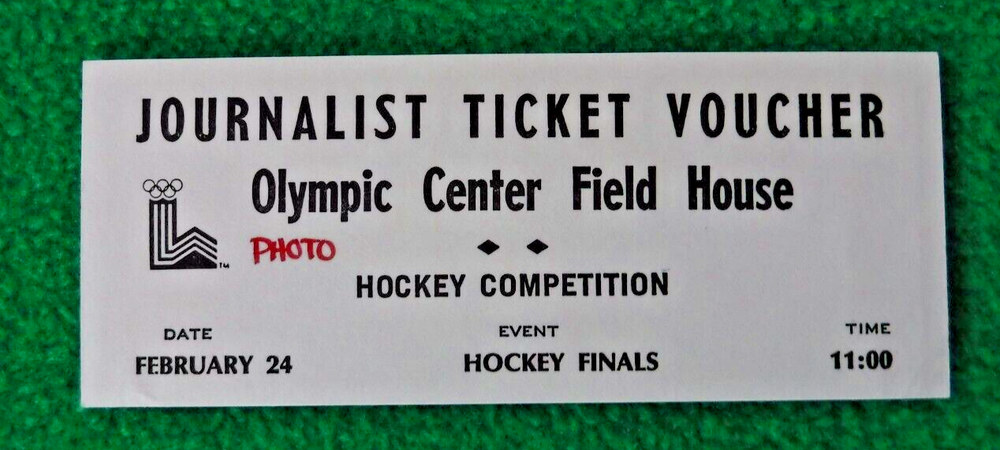 JOURNALIST TICKET VOUCHER
Olympic Center Field House
PHOTO
HOCKEY COMPETITION
TM
DATE EVENT TIME
FEBRUARY 24 HOCKEY FINALS 11:00